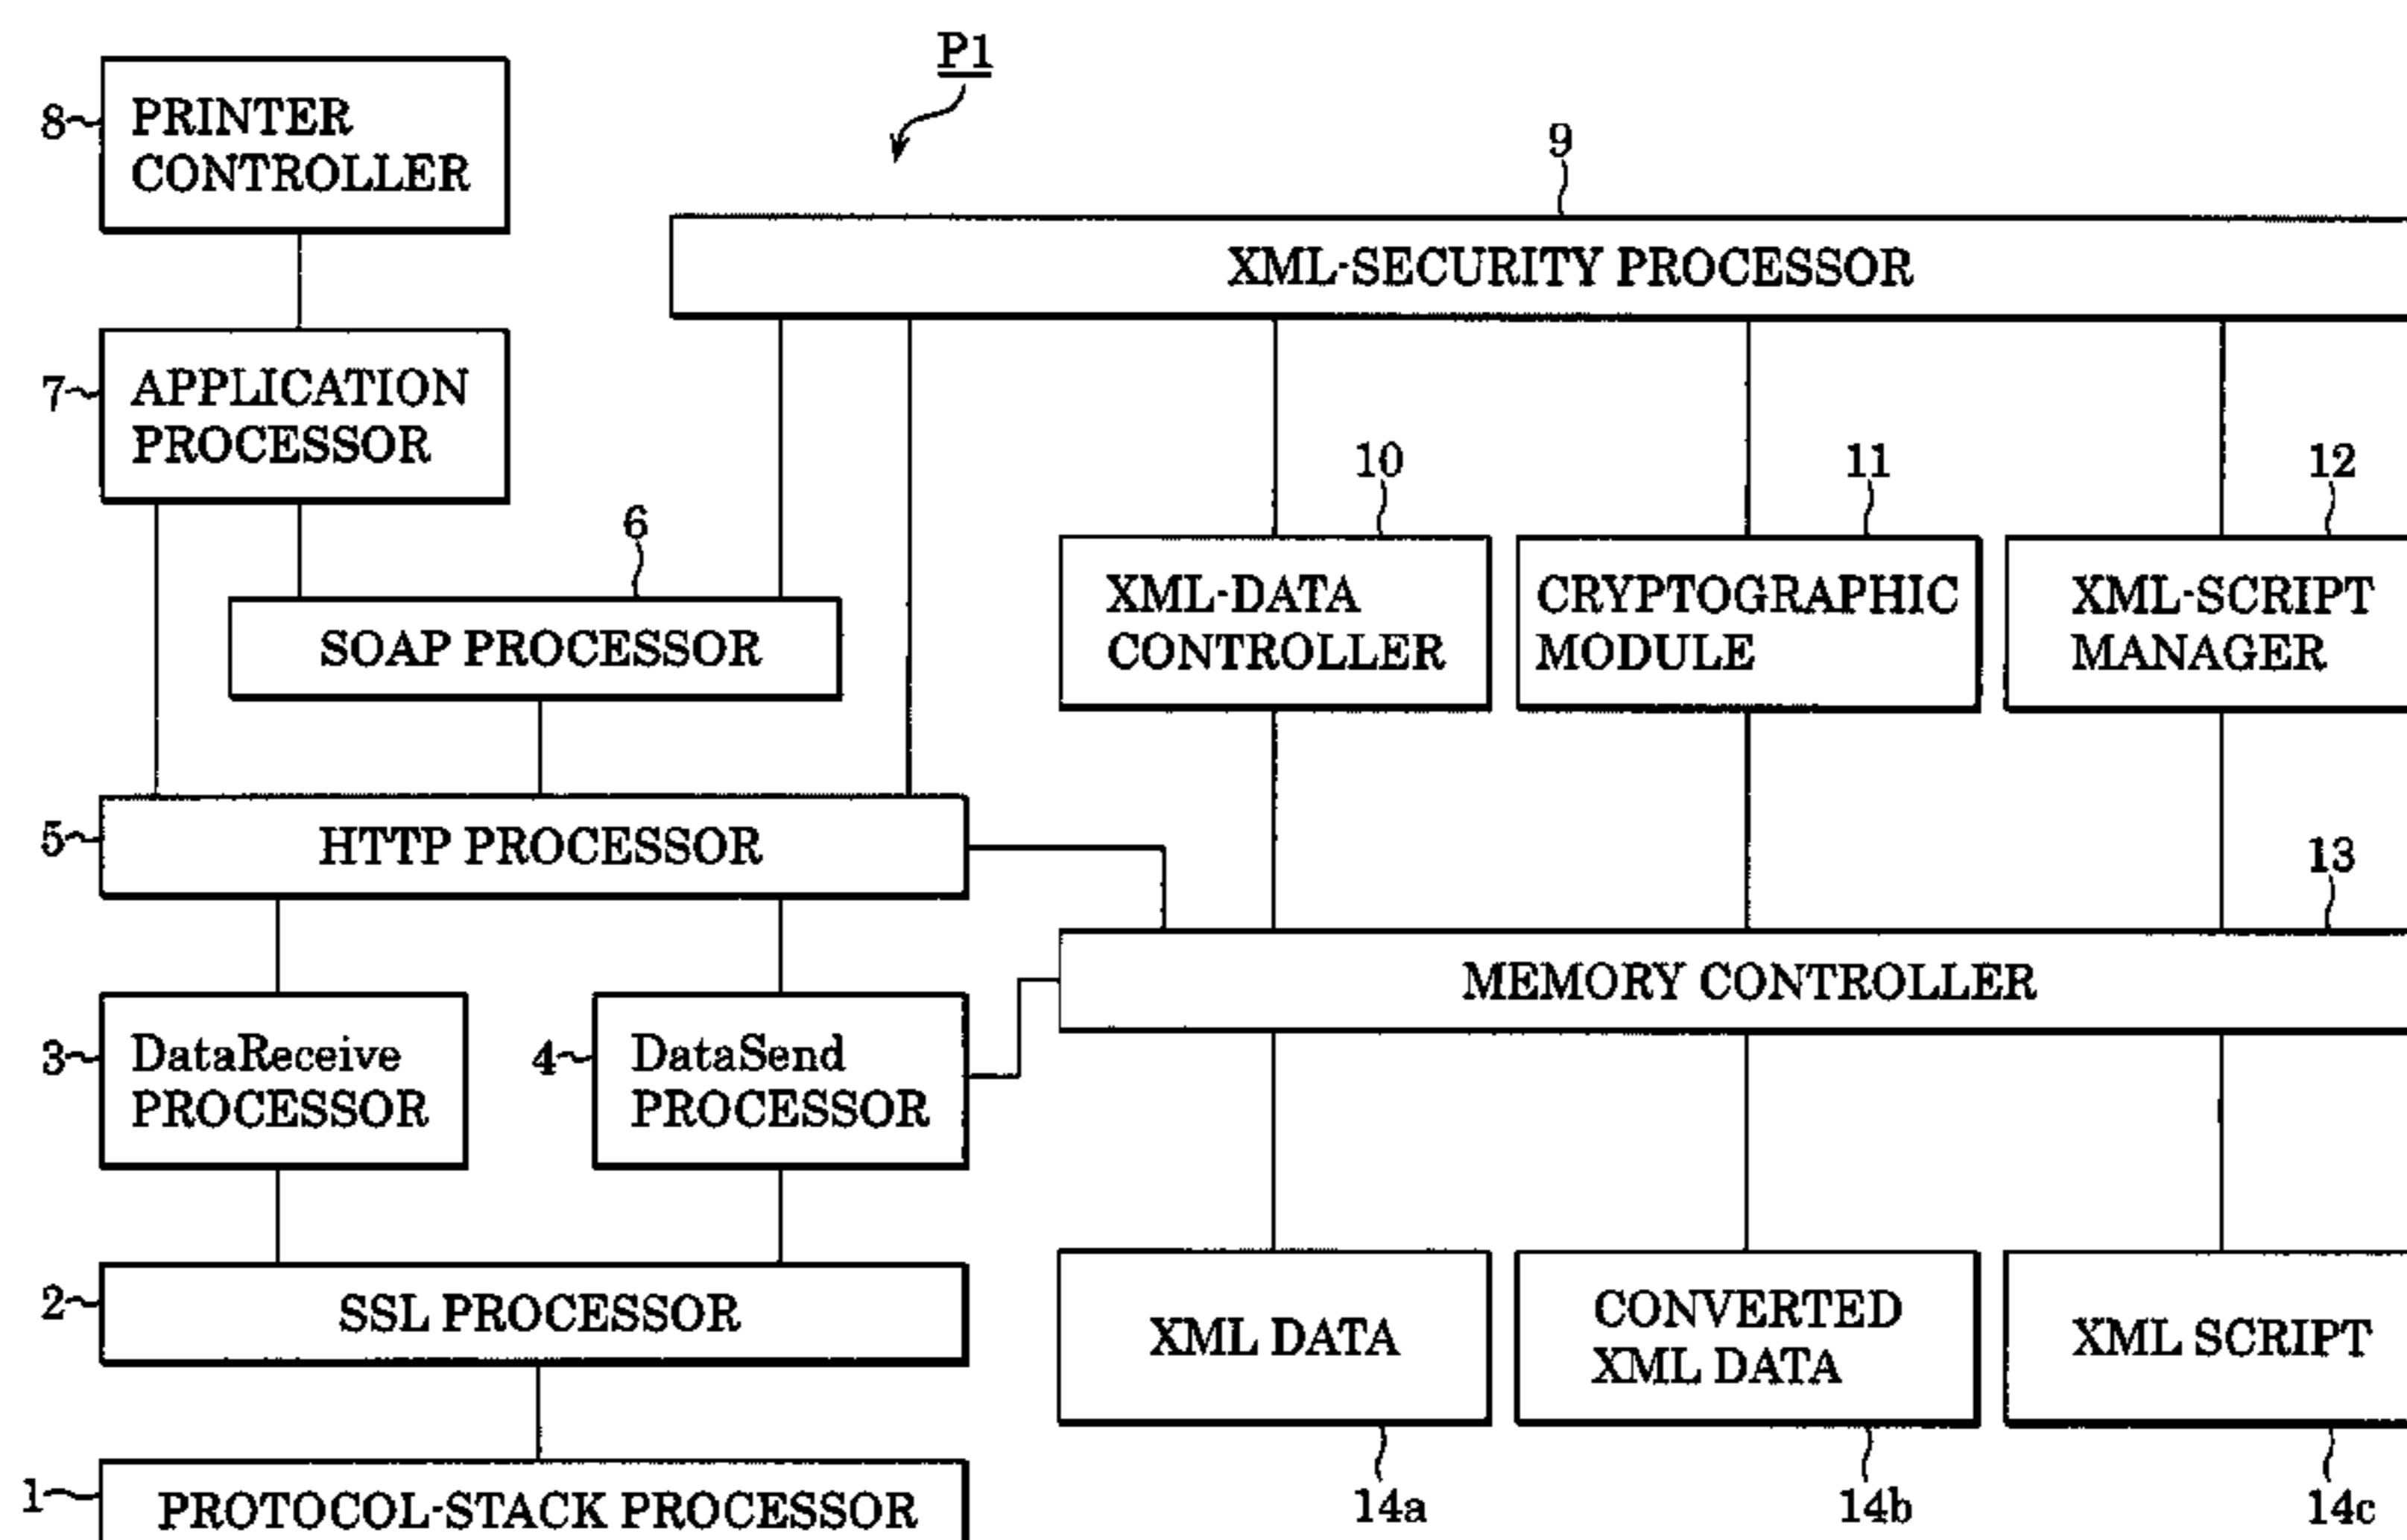 P1
8
PRINTER
CONTROLLER
9
XML-SECURITY PROCESSOR
7
APPLICATION
PROCESSOR
10
11
12
6
XML-DATA
CONTROLLER
CRYPTOGRAPHIC
MODULE
XML-SCRIPT
MANAGER
SOAP PROCESSOR
5
HTTP PROCESSOR
13
MEMORY CONTROLLER
3
DataReceive
PROCESSOR
4
DataSend
PROCESSOR
2
SSL PROCESSOR
XML DATA
CONVERTED
XML DATA
XML SCRIPT
1
PROTOCOL-STACK PROCESSOR
14a
14b
14c